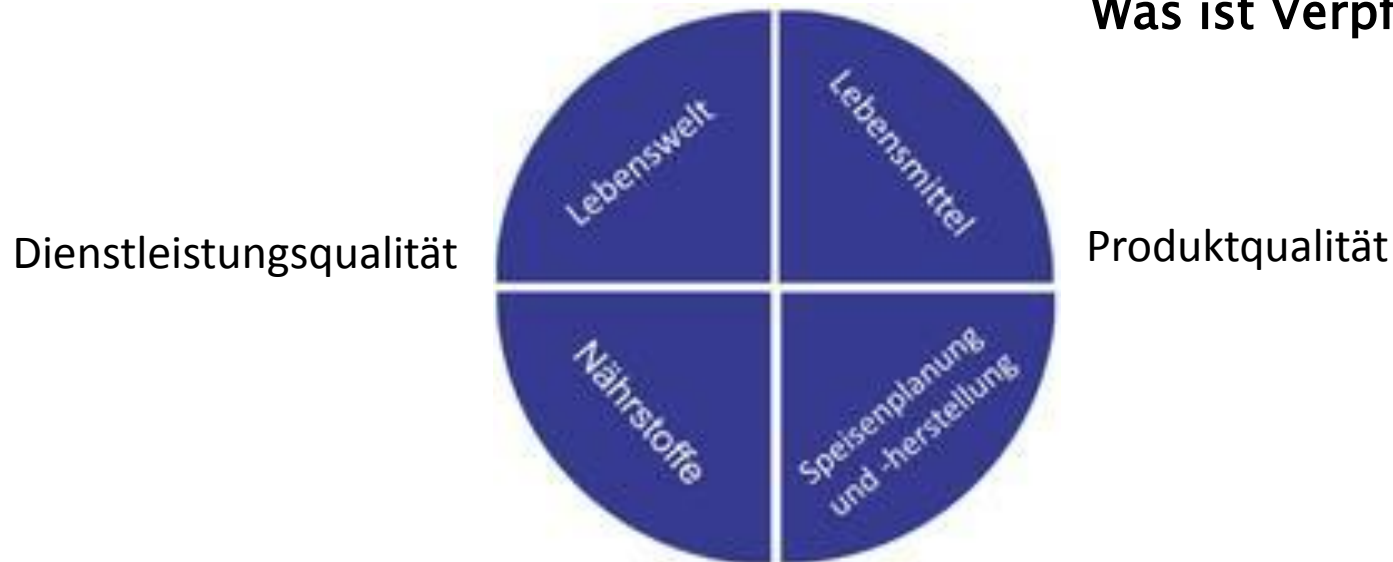 Was ist Verpf
Lebenswelt
Lebensmittel
Dienstleistungsqualität
Produktqualität
Nährstoffe
Speisenplanung
und -herstellung